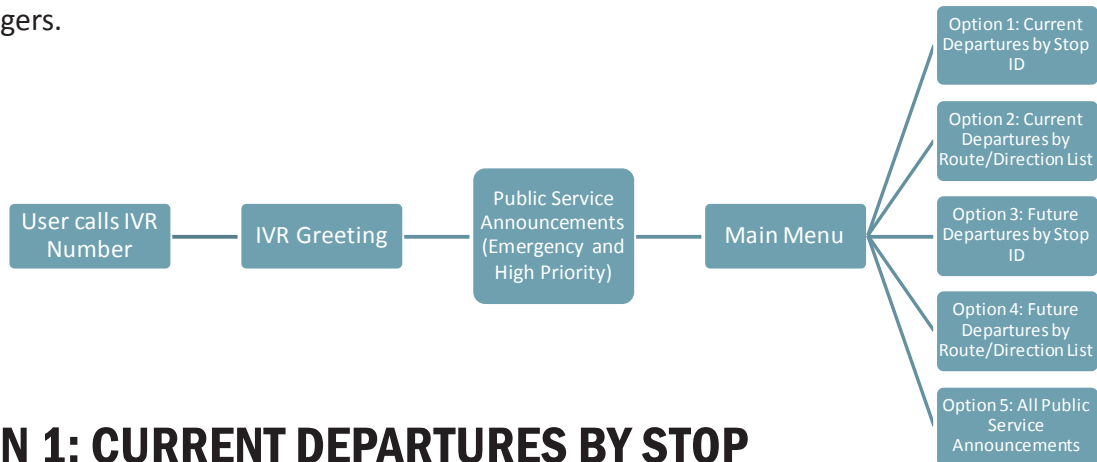 gers.
User calls IVR
Number
IVR Greeting
Public Service
Announcements
(Emergency and
High Priority)
Main Menu
Option 1: Current
Departures by Stop
ID
Option 2: Current
Departures by
Route/Direction List
Option 3: Future
Departures by Stop
ID
Option 4: Future
Departures by
Route/Direction List
Option 5: All Public
Service
Announcements
N 1: CURRENT DEPARTURES BY STOP